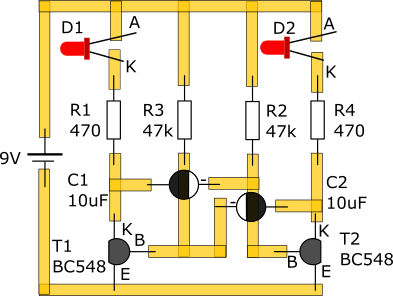 D1
A
D2
A
K
K
R1
470
R3
47k
R2
47k
R4
470
9V
C1
10uF
-
-
C2
10uF
K
K
T1
BC548
B
E
T2
BC548
B
E